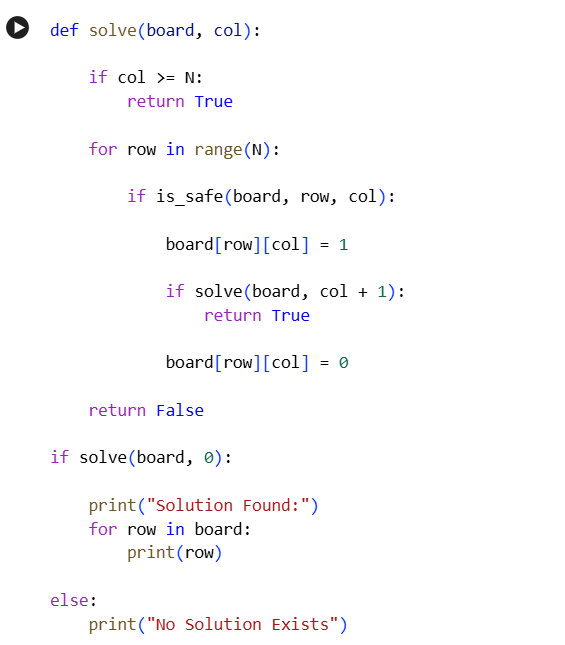 def solve(board, col):
    if col >= N:
        return True
    for row in range(N):
        if is_safe(board, row, col):
            board[row][col] = 1
            if solve(board, col + 1):
                return True
            board[row][col] = 0
    return False
if solve(board, 0):
    print("Solution Found:")
    for row in board:
        print(row)
else:
    print("No Solution Exists")